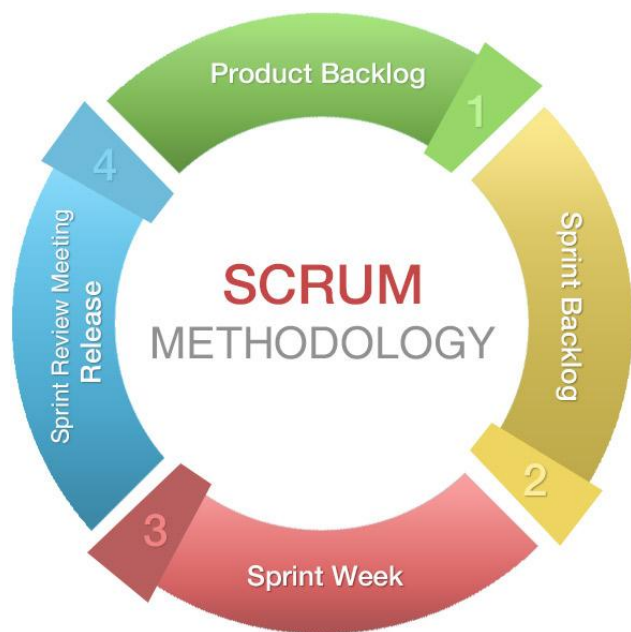 Product Backlog
1
Sprint Backlog
2
Sprint Week
3
Sprint Review Meeting
Release
4
SCRUM
METHODOLOGY